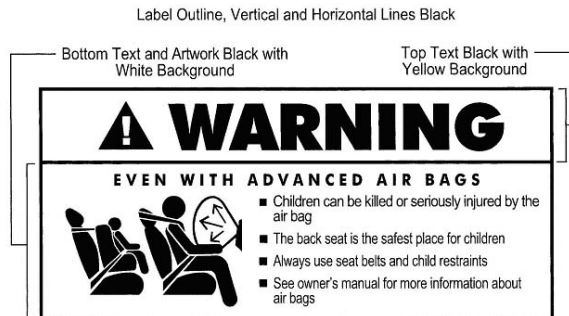 Label Outline, Vertical and Horizontal Lines Black
Bottom Text and Artwork Black with
White Background
Top Text Black with
Yellow Background
! WARNING
EVEN WITH ADVANCED AIR BAGS
■ Children can be killed or seriously injured by the
air bag
■ The back seat is the safest place for children
■ Always use seat belts and child restraints
■ See owner's manual for more information about
air bags